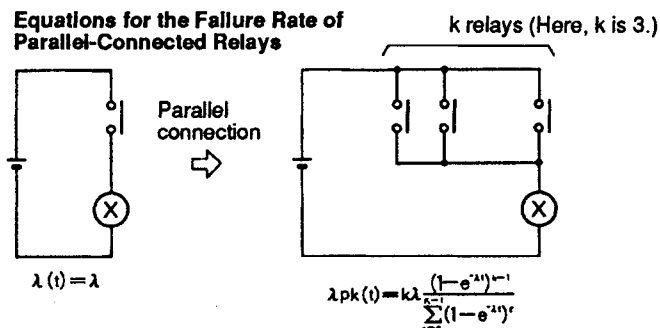 Equations for the Failure Rate of
Parallel-Connected Relays
k relays (Here, k is 3.)
Parallel
connection
X
X
λ (t)=λ
λpk(t)=kλ (1−e^-λt)^k−1 / Σ(1−e^-λt)^r